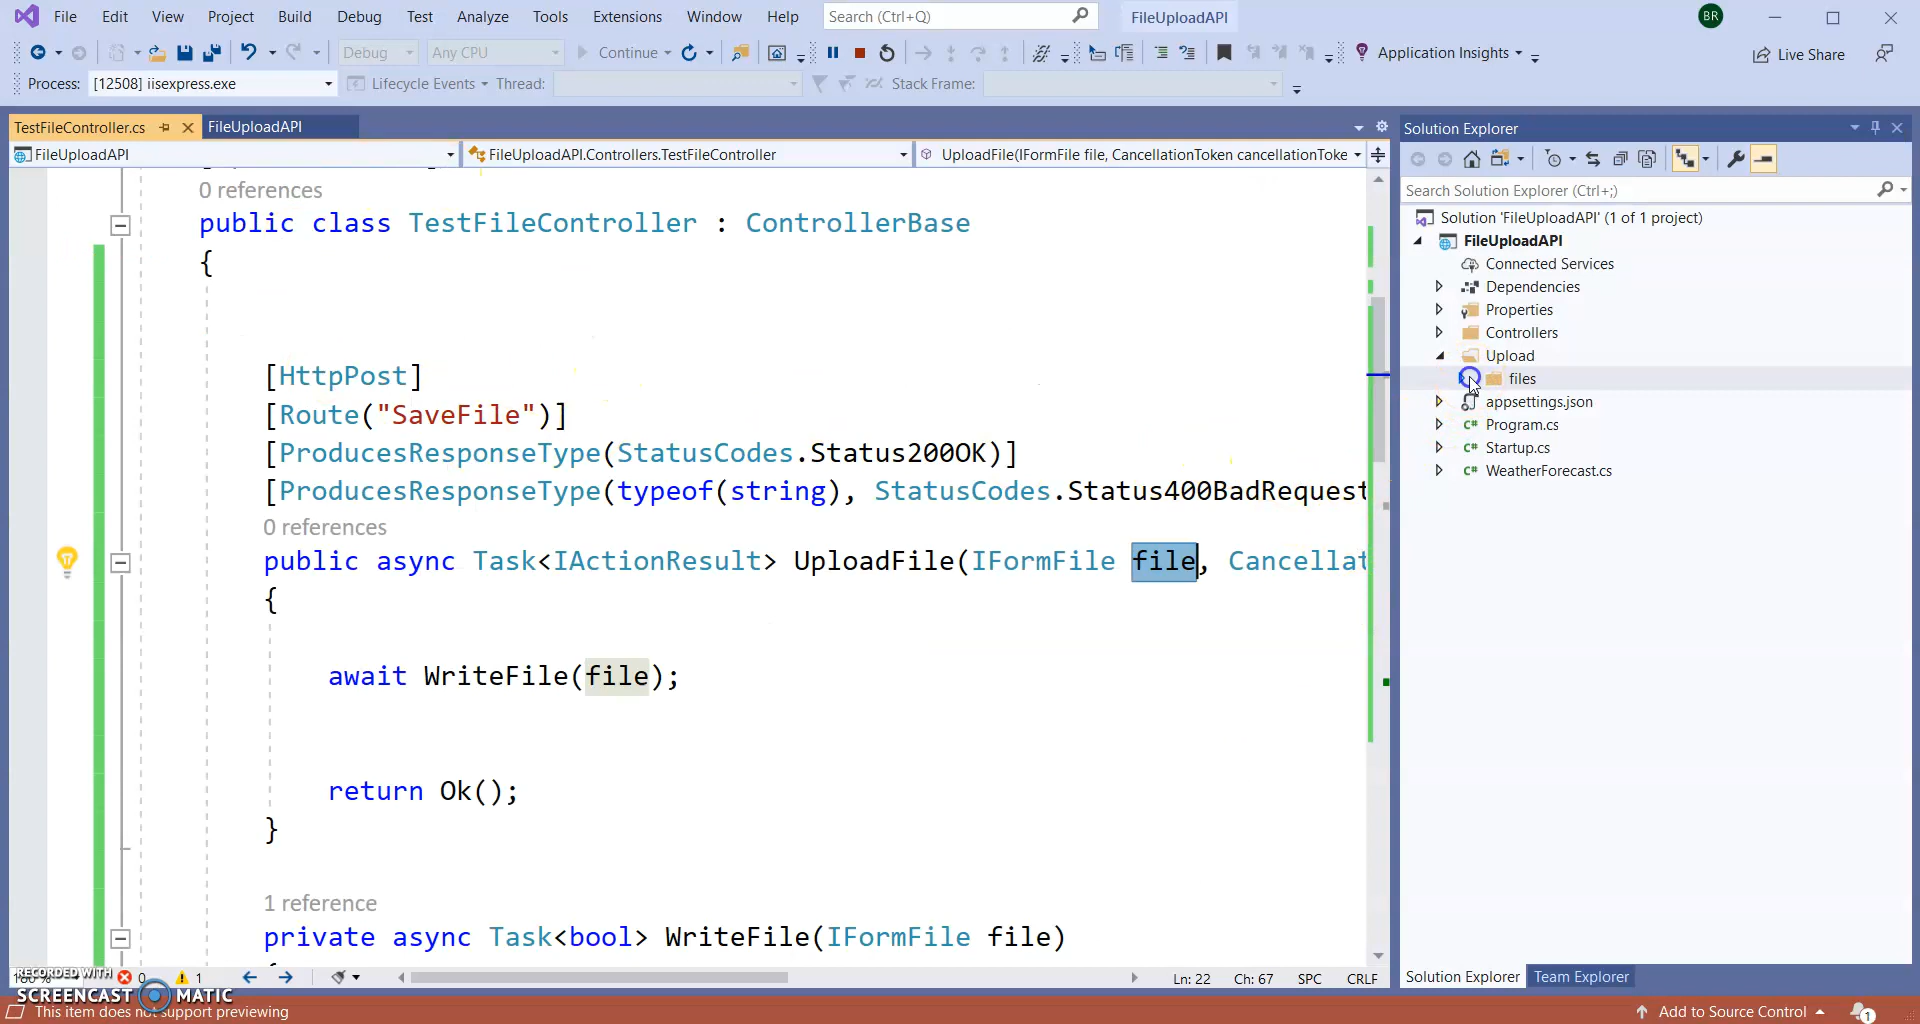 File Edit View Project Build Debug Test Analyze Tools Extensions Window Help Search (Ctrl+Q) FileUploadAPI BR
Debug Any CPU Continue Application Insights Live Share
Process: [12508] iisexpress.exe Lifecycle Events Thread: Stack Frame:
TestFileController.cs FileUploadAPI
FileUploadAPI FileUploadAPI.Controllers.TestFileController UploadFile(IFormFile file, CancellationToken cancellationToke
0 references
public class TestFileController : ControllerBase
{
[HttpPost]
[Route("SaveFile")]
[ProducesResponseType(StatusCodes.Status200OK)]
[ProducesResponseType(typeof(string), StatusCodes.Status400BadRequest
0 references
public async Task<IActionResult> UploadFile(IFormFile file, Cancellat
{
await WriteFile(file);
return Ok();
}
1 reference
private async Task<bool> WriteFile(IFormFile file)
0 1 Ln: 22 Ch: 67 SPC CRLF
Solution Explorer
Search Solution Explorer (Ctrl+;)
Solution 'FileUploadAPI' (1 of 1 project)
FileUploadAPI
Connected Services
Dependencies
Properties
Controllers
Upload
files
appsettings.json
Program.cs
Startup.cs
WeatherForecast.cs
Solution Explorer Team Explorer
RECORDED WITH
SCREENCAST MATIC
This item does not support previewing Add to Source Control 1